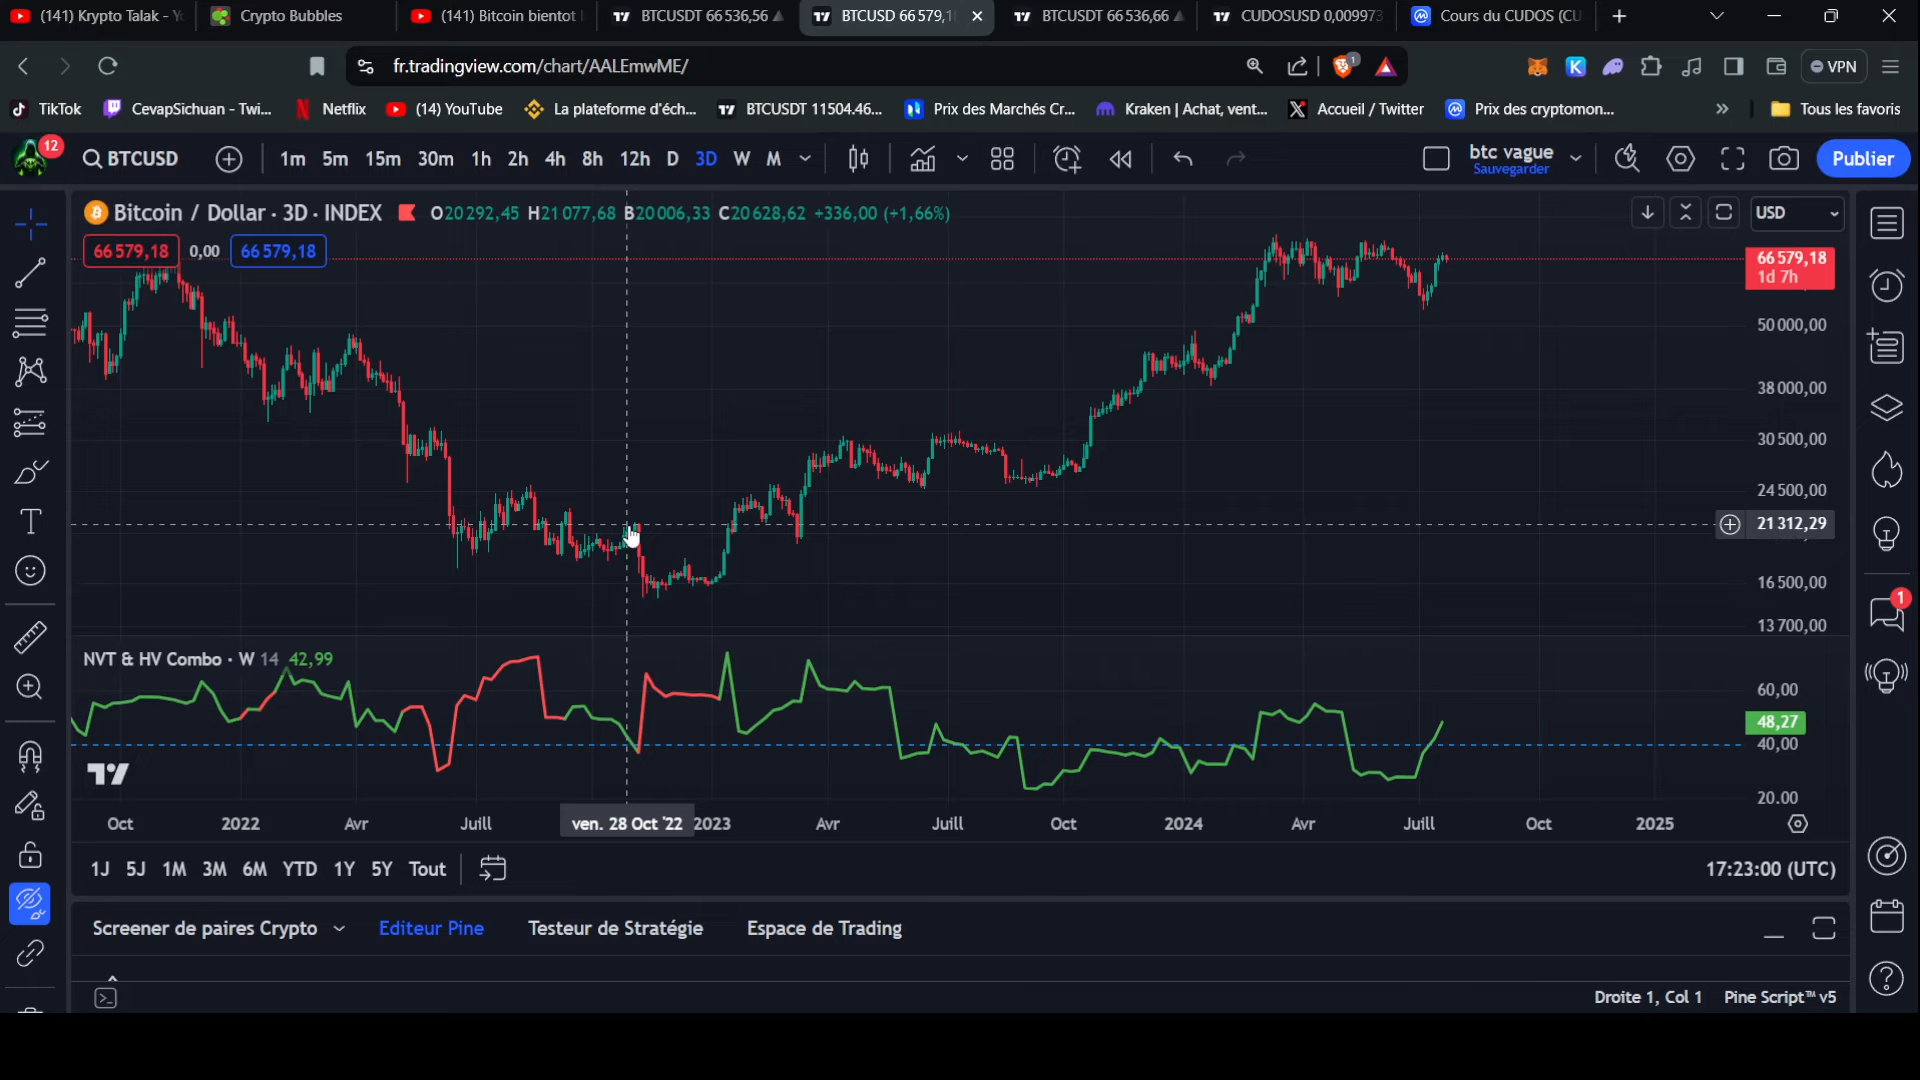 (141) Krypto Talak - Y
Crypto Bubbles
(141) Bitcoin bientot
BTCUSDT 66 536,56
BTCUSD 66 579,1
BTCUSDT 66 536,66
CUDOSUSD 0,009973
Cours du CUDOS (CU
fr.tradingview.com/chart/AALEmwME/
1
VPN
TikTok
CevapSichuan - Twi...
Netflix
(14) YouTube
La plateforme d'éch...
BTCUSDT 11504.46...
Prix des Marchés Cr...
Kraken | Achat, vent...
Accueil / Twitter
Prix des cryptomon...
»
Tous les favoris
12
BTCUSD
1m 5m 15m 30m 1h 2h 4h 8h 12h D 3D W M
btc vague
Sauvegarder
Publier
Bitcoin / Dollar · 3D · INDEX O20 292,45 H21 077,68 B20 006,33 C20 628,62 +336,00 (+1,66%)
USD
66 579,18 0,00 66 579,18
66 579,18
1d 7h
50 000,00
38 000,00
30 500,00
24 500,00
21 312,29
16 500,00
13 700,00
1
NVT & HV Combo · W 14 42,99
60,00
48,27
40,00
20.00
Oct 2022 Avr Juill ven. 28 Oct '22 2023 Avr Juill Oct 2024 Avr Juill Oct 2025
1J 5J 1M 3M 6M YTD 1Y 5Y Tout
17:23:00 (UTC)
Screener de paires Crypto Editeur Pine Testeur de Stratégie Espace de Trading
Droite 1, Col 1 Pine Script™ v5